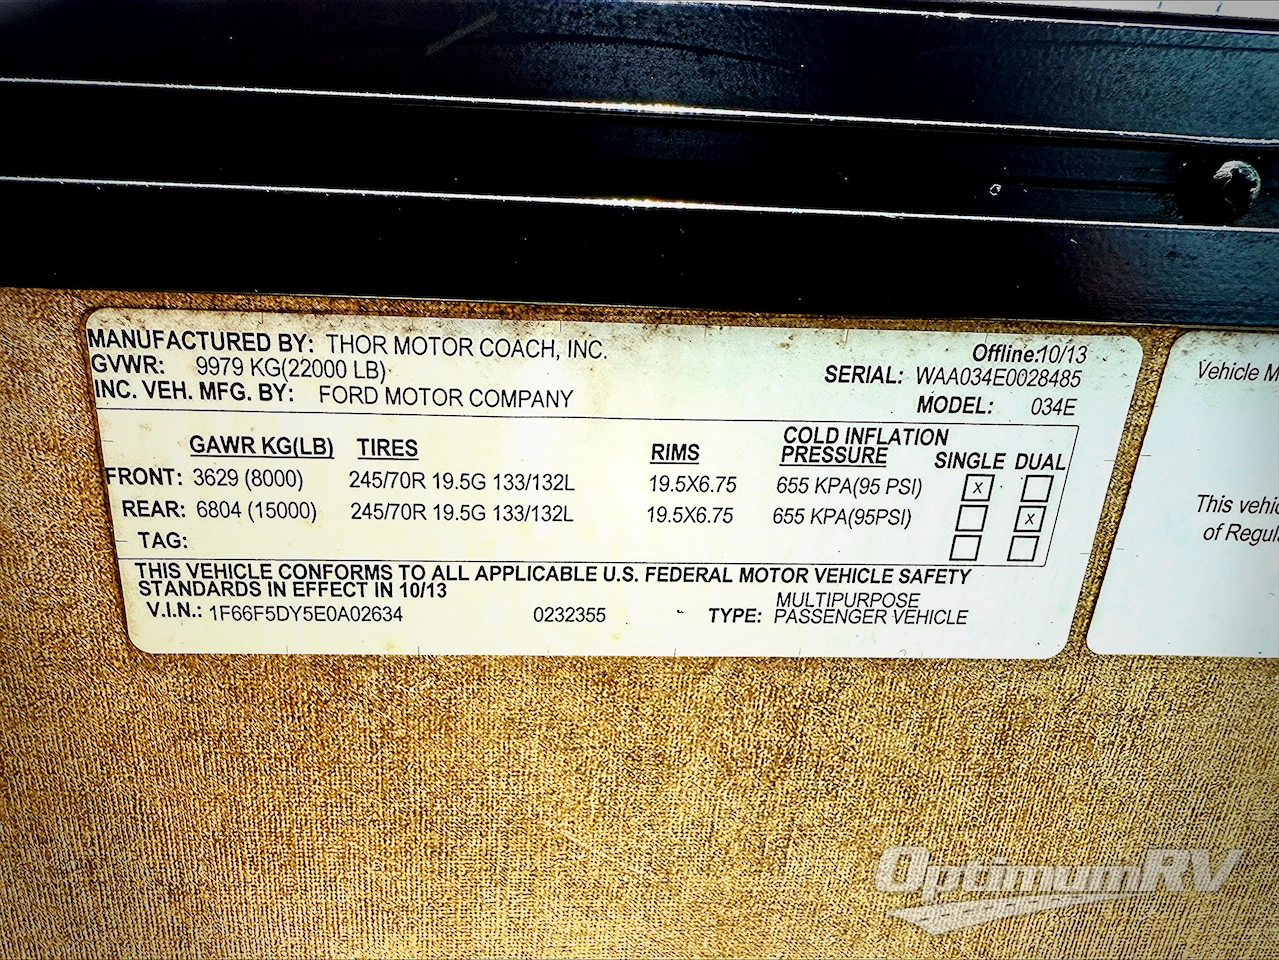 MANUFACTURED BY: THOR MOTOR COACH, INC.
Offline:10/13
GVWR: 9979 KG(22000 LB)
SERIAL: WAA034E0028485
INC. VEH. MFG. BY: FORD MOTOR COMPANY
MODEL: 034E
GAWR KG(LB) TIRES RIMS COLD INFLATION
PRESSURE SINGLE DUAL
FRONT: 3629 (8000) 245/70R 19.5G 133/132L 19.5X6.75 655 KPA(95 PSI) x
REAR: 6804 (15000) 245/70R 19.5G 133/132L 19.5X6.75 655 KPA(95PSI) x
TAG:
THIS VEHICLE CONFORMS TO ALL APPLICABLE U.S. FEDERAL MOTOR VEHICLE SAFETY
STANDARDS IN EFFECT IN 10/13
V.I.N.: 1F66F5DY5E0A02634 0232355 TYPE: MULTIPURPOSE
PASSENGER VEHICLE
Vehicle M
This vehic
of Regul
OptimumRV